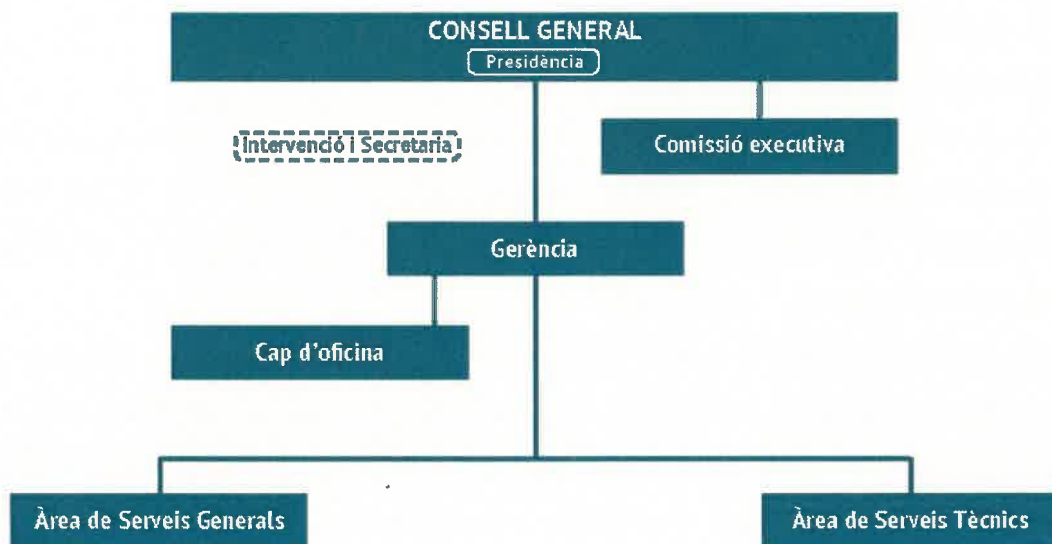 CONSELL GENERAL
Presidència
Intervenció i Secretaria
Comissió executiva
Gerència
Cap d'oficina
Àrea de Serveis Generals
Àrea de Serveis Tècnics